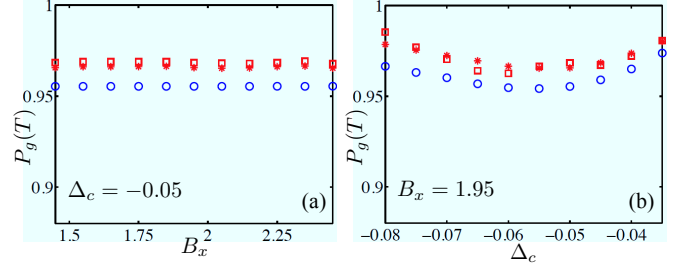 1
0.95
0.9
P_g(T)
Δ_c = −0.05
(a)
1.5 1.75 2 2.25
B_x
1
0.95
0.9
P_g(T)
B_x = 1.95
(b)
−0.08 −0.07 −0.06 −0.05 −0.04
Δ_c